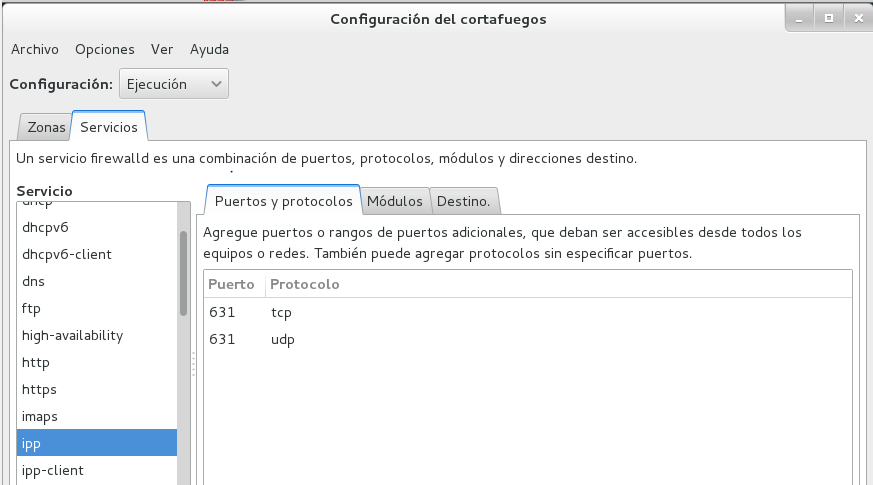 Configuración del cortafuegos
Archivo Opciones Ver Ayuda
Configuración: Ejecución
Zonas Servicios
Un servicio firewalld es una combinación de puertos, protocolos, módulos y direcciones destino.
Servicio
dhcp
dhcpv6
dhcpv6-client
dns
ftp
high-availability
http
https
imaps
ipp
ipp-client
Puertos y protocolos Módulos Destino.
Agregue puertos o rangos de puertos adicionales, que deban ser accesibles desde todos los
equipos o redes. También puede agregar protocolos sin especificar puertos.
Puerto Protocolo
631 tcp
631 udp